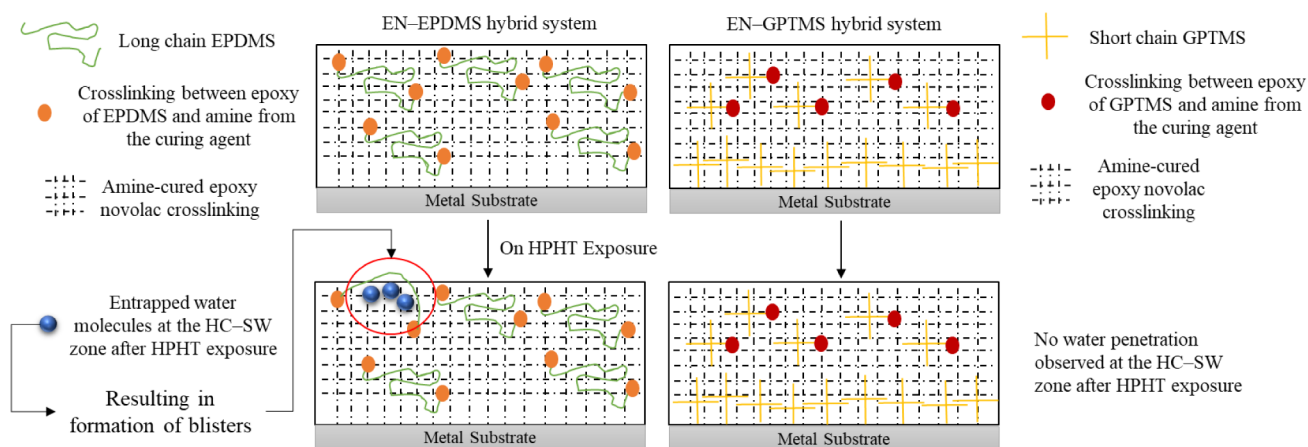 Long chain EPDMS
Crosslinking between epoxy
of EPDMS and amine from
the curing agent
Amine-cured epoxy
novolac crosslinking
EN–EPDMS hybrid system
Metal Substrate
EN–GPTMS hybrid system
Metal Substrate
Short chain GPTMS
Crosslinking between epoxy
of GPTMS and amine from
the curing agent
Amine-cured
epoxy novolac
crosslinking
On HPHT Exposure
Entrapped water
molecules at the HC–SW
zone after HPHT exposure
Resulting in
formation of blisters
Metal Substrate
Metal Substrate
No water penetration
observed at the HC–SW
zone after HPHT exposure